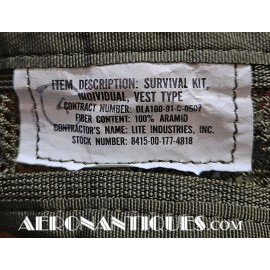 ITEM, DESCRIPTION: SURVIVAL KIT,
INDIVIDUAL, VEST TYPE
CONTRACT NUMBER: DLA100-91-C-0507
FIBER CONTENT: 100% ARAMID
CONTRACTOR'S NAME: LITE INDUSTRIES, INC.
STOCK NUMBER: 8415-00-177-4818
AERONANTIQUES.COM